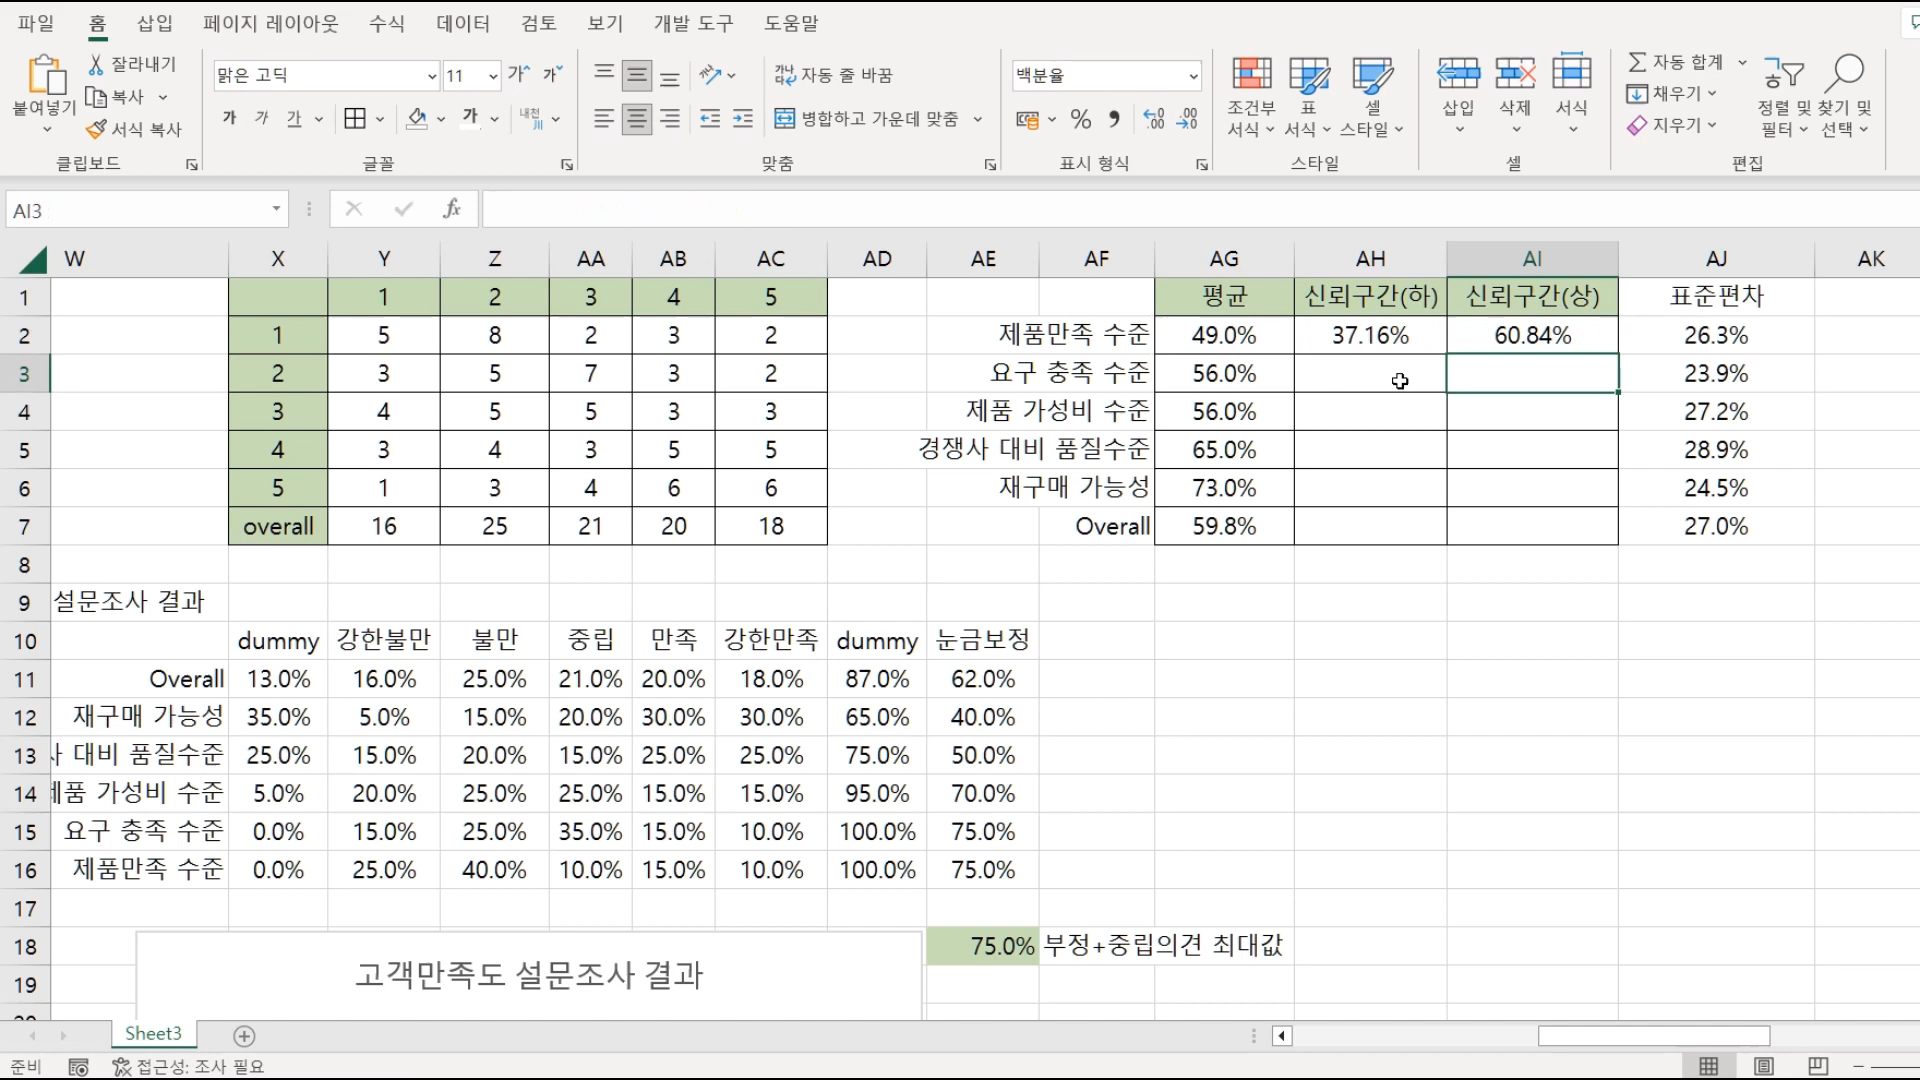 파일 홈 삽입 페이지 레이아웃 수식 데이터 검토 보기 개발 도구 도움말
붙여넣기 잘라내기 복사 서식 복사 클립보드
맑은 고딕 11 가 가 가 가 가 내천 글꼴
자동 줄 바꿈 병합하고 가운데 맞춤 맞춤
백분율 % 표시 형식
조건부 서식 표 서식 셀 스타일 스타일
삽입 삭제 서식 셀
자동 합계 채우기 지우기 정렬 및 필터 찾기 및 선택 편집
AI3 fx
W X Y Z AA AB AC AD AE AF AG AH AI AJ AK
1 1 2 3 4 5 평균 신뢰구간(하) 신뢰구간(상) 표준편차
2 1 5 8 2 3 2 제품만족 수준 49.0% 37.16% 60.84% 26.3%
3 2 3 5 7 3 2 요구 충족 수준 56.0% 23.9%
4 3 4 5 5 3 3 제품 가성비 수준 56.0% 27.2%
5 4 3 4 3 5 5 경쟁사 대비 품질수준 65.0% 28.9%
6 5 1 3 4 6 6 재구매 가능성 73.0% 24.5%
7 overall 16 25 21 20 18 Overall 59.8% 27.0%
8
9 설문조사 결과
10 dummy 강한불만 불만 중립 만족 강한만족 dummy 눈금보정
11 Overall 13.0% 16.0% 25.0% 21.0% 20.0% 18.0% 87.0% 62.0%
12 재구매 가능성 35.0% 5.0% 15.0% 20.0% 30.0% 30.0% 65.0% 40.0%
13 대비 품질수준 25.0% 15.0% 20.0% 15.0% 25.0% 25.0% 75.0% 50.0%
14 가성비 수준 5.0% 20.0% 25.0% 25.0% 15.0% 15.0% 95.0% 70.0%
15 요구 충족 수준 0.0% 15.0% 25.0% 35.0% 15.0% 10.0% 100.0% 75.0%
16 제품만족 수준 0.0% 25.0% 40.0% 10.0% 15.0% 10.0% 100.0% 75.0%
17
18 75.0% 부정+중립의견 최대값
고객만족도 설문조사 결과
19
Sheet3
준비 접근성: 조사 필요